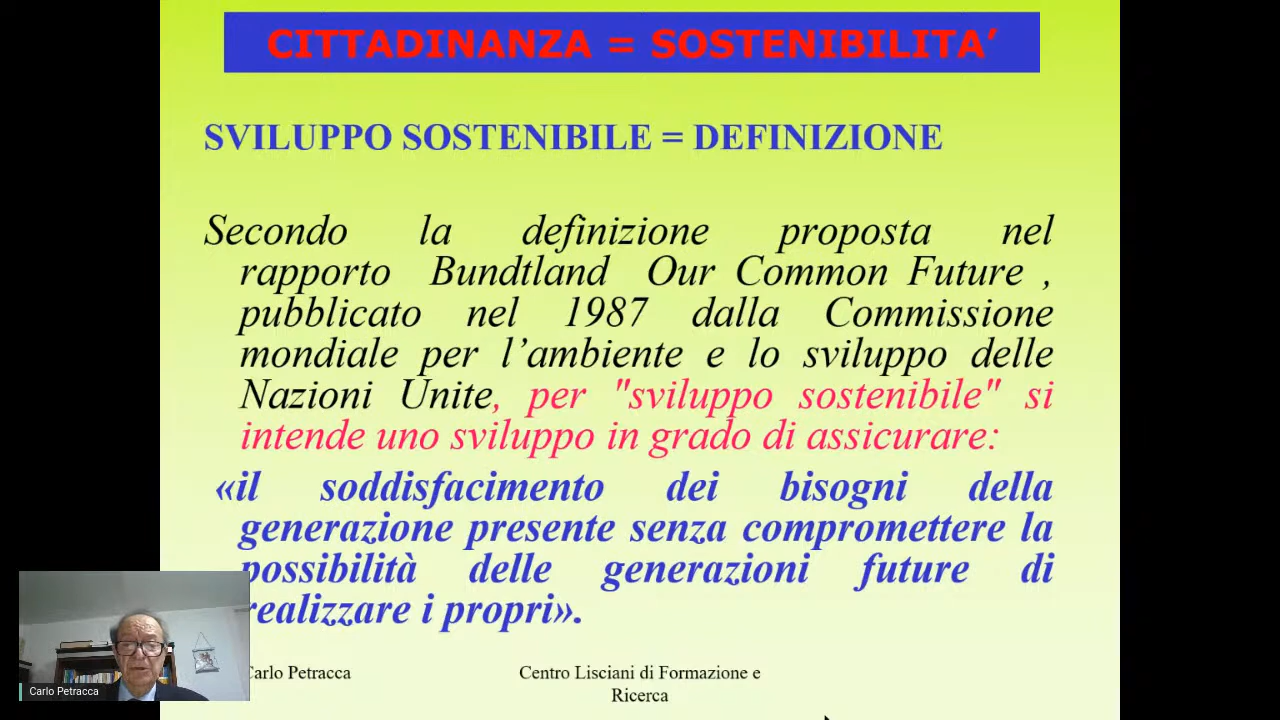 CITTADINANZA = SOSTENIBILITA’
SVILUPPO SOSTENIBILE = DEFINIZIONE
Secondo la definizione proposta nel
rapporto Bundtland Our Common Future ,
pubblicato nel 1987 dalla Commissione
mondiale per l’ambiente e lo sviluppo delle
Nazioni Unite, per "sviluppo sostenibile" si
intende uno sviluppo in grado di assicurare:
«il soddisfacimento dei bisogni della
generazione presente senza compromettere la
possibilità delle generazioni future di
realizzare i propri».
Carlo Petracca
Centro Lisciani di Formazione e
Ricerca
Carlo Petracca